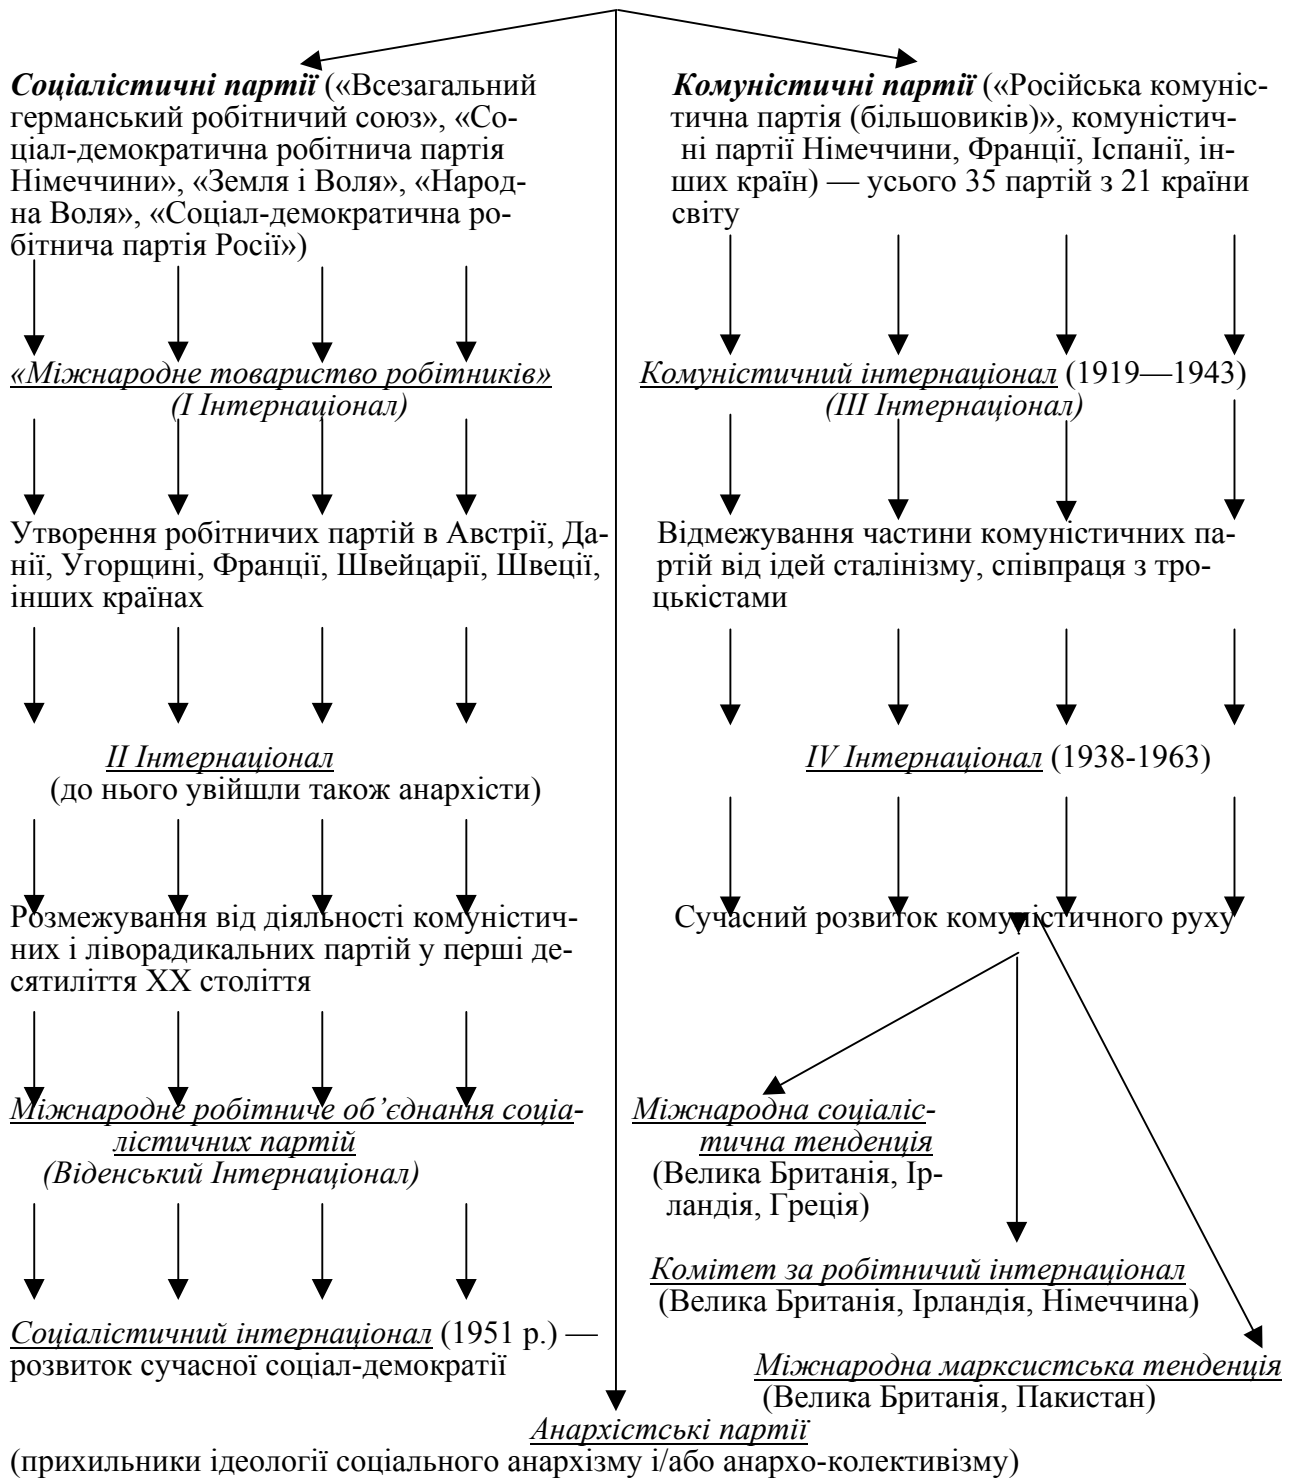 Соціалістичні партії («Всезагальний
германський робітничий союз», «Со-
ціал-демократична робітнича партія
Німеччини», «Земля і Воля», «Народ-
на Воля», «Соціал-демократична ро-
бітнича партія Росії»)
«Міжнародне товариство робітників»
(І Інтернаціонал)
Утворення робітничих партій в Австрії, Да-
нії, Угорщині, Франції, Швейцарії, Швеції,
інших країнах
ІІ Інтернаціонал
(до нього увійшли також анархісти)
Розмежування від діяльності комуністич-
них і ліворадикальних партій у перші де-
сятиліття ХХ століття
Міжнародне робітниче об’єднання соціа-
лістичних партій
(Віденський Інтернаціонал)
Соціалістичний інтернаціонал (1951 р.) —
розвиток сучасної соціал-демократії
Комуністичні партії («Російська комуніс-
тична партія (більшовиків)», комуністич-
ні партії Німеччини, Франції, Іспанії, ін-
ших країн) — усього 35 партій з 21 країни
світу
Комуністичний інтернаціонал (1919—1943)
(ІІІ Інтернаціонал)
Відмежування частини комуністичних па-
ртій від ідей сталінізму, співпраця з тро-
цькістами
IV Інтернаціонал (1938-1963)
Сучасний розвиток комуністичного руху
Міжнародна соціаліс-
тична тенденція
(Велика Британія, Ір-
ландія, Греція)
Комітет за робітничий інтернаціонал
(Велика Британія, Ірландія, Німеччина)
Міжнародна марксистська тенденція
(Велика Британія, Пакистан)
Анархістські партії
(прихильники ідеології соціального анархізму і/або анархо-колективізму)